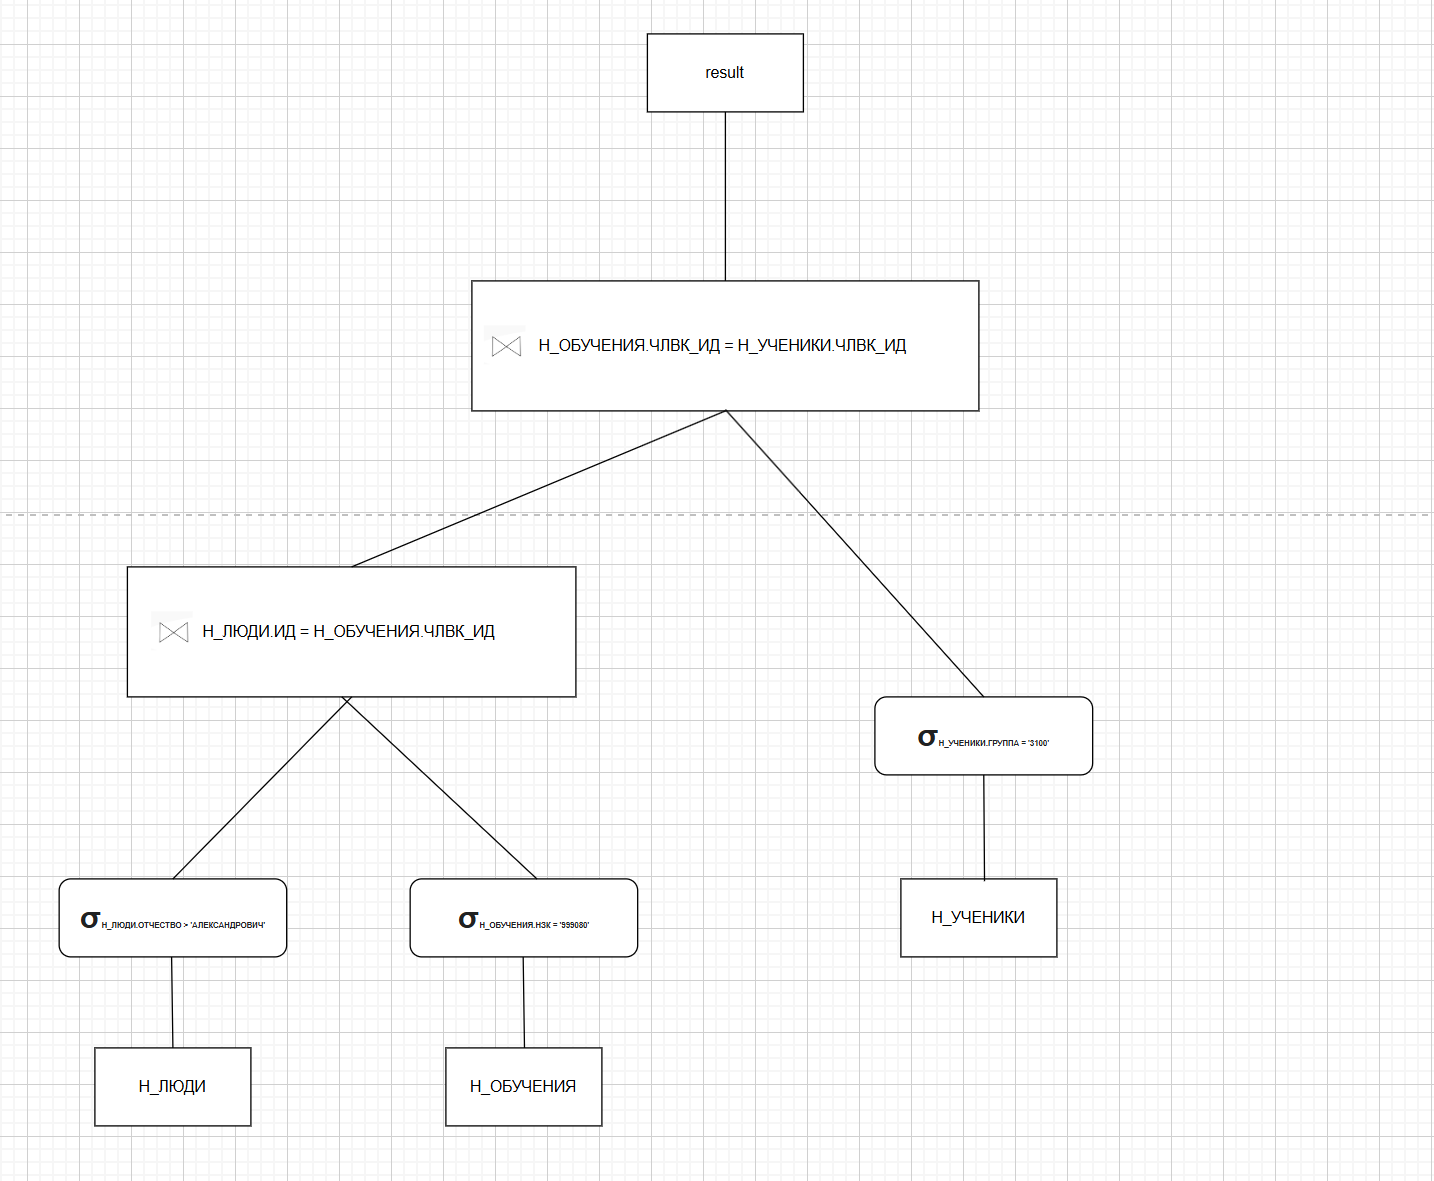 result
⋈ Н_ОБУЧЕНИЯ.ЧЛВК_ИД = Н_УЧЕНИКИ.ЧЛВК_ИД
⋈ Н_ЛЮДИ.ИД = Н_ОБУЧЕНИЯ.ЧЛВК_ИД
σ Н_УЧЕНИКИ.ГРУППА = '3100'
σ Н_ЛЮДИ.ОТЧЕСТВО > 'АЛЕКСАНДРОВИЧ'
σ Н_ОБУЧЕНИЯ.НЗК = '999080'
Н_УЧЕНИКИ
Н_ЛЮДИ
Н_ОБУЧЕНИЯ